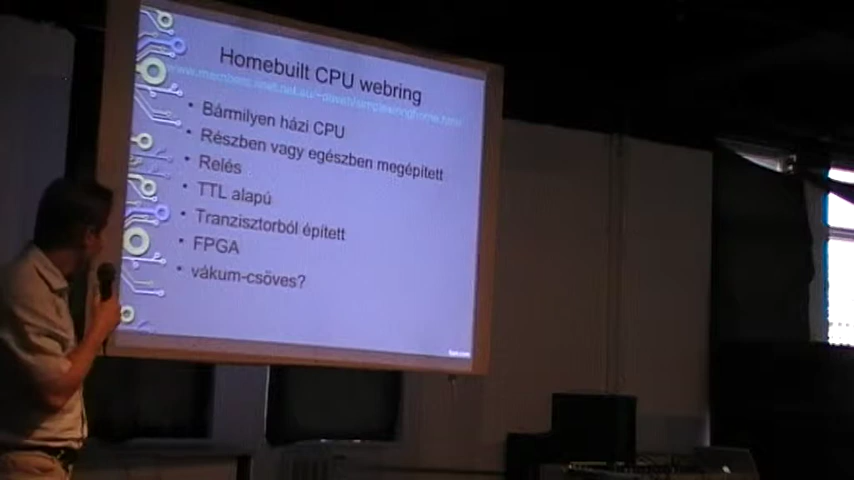 Homebuilt CPU webring
• Bármilyen házi CPU
• Részben vagy egészben megépített
• Relés
• TTL alapú
• Tranzisztorból épített
• FPGA
• vákum-csöves?